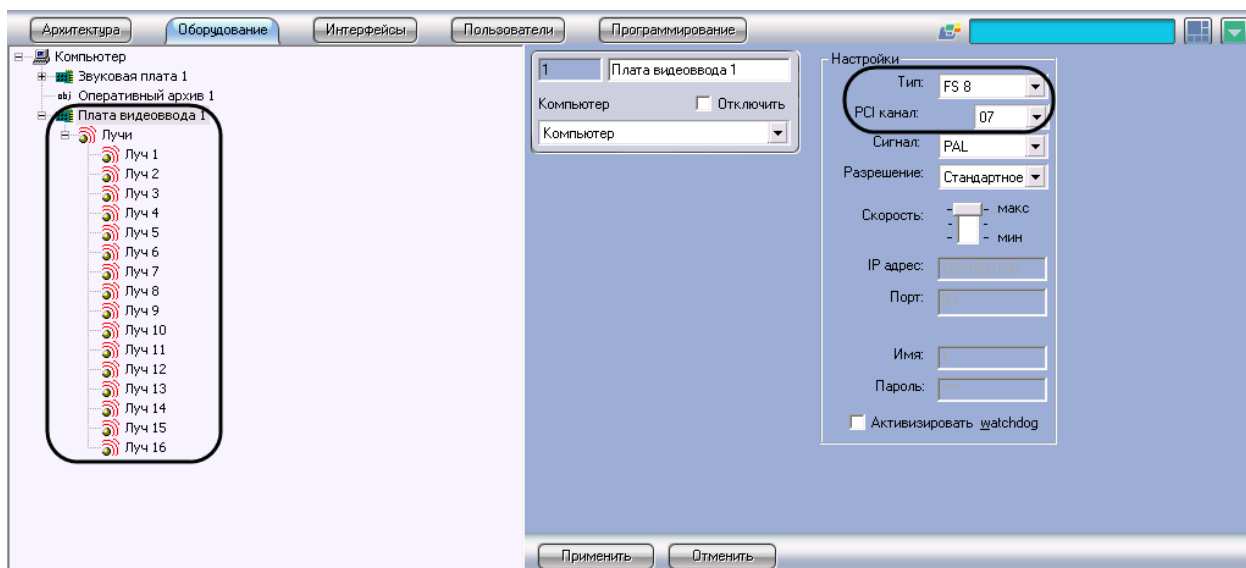 Архитектура Оборудование Интерфейсы Пользователи Программирование
Компьютер
Звуковая плата 1
obj Оперативный архив 1
Плата видеоввода 1
Лучи
Луч 1
Луч 2
Луч 3
Луч 4
Луч 5
Луч 6
Луч 7
Луч 8
Луч 9
Луч 10
Луч 11
Луч 12
Луч 13
Луч 14
Луч 15
Луч 16
1 Плата видеоввода 1
Компьютер Отключить
Компьютер
Настройки
Тип: FS 8
PCI канал: 07
Сигнал: PAL
Разрешение: Стандартное
Скорость: макс
мин
IP адрес:
Порт:
Имя:
Пароль:
Активизировать watchdog
Применить Отменить